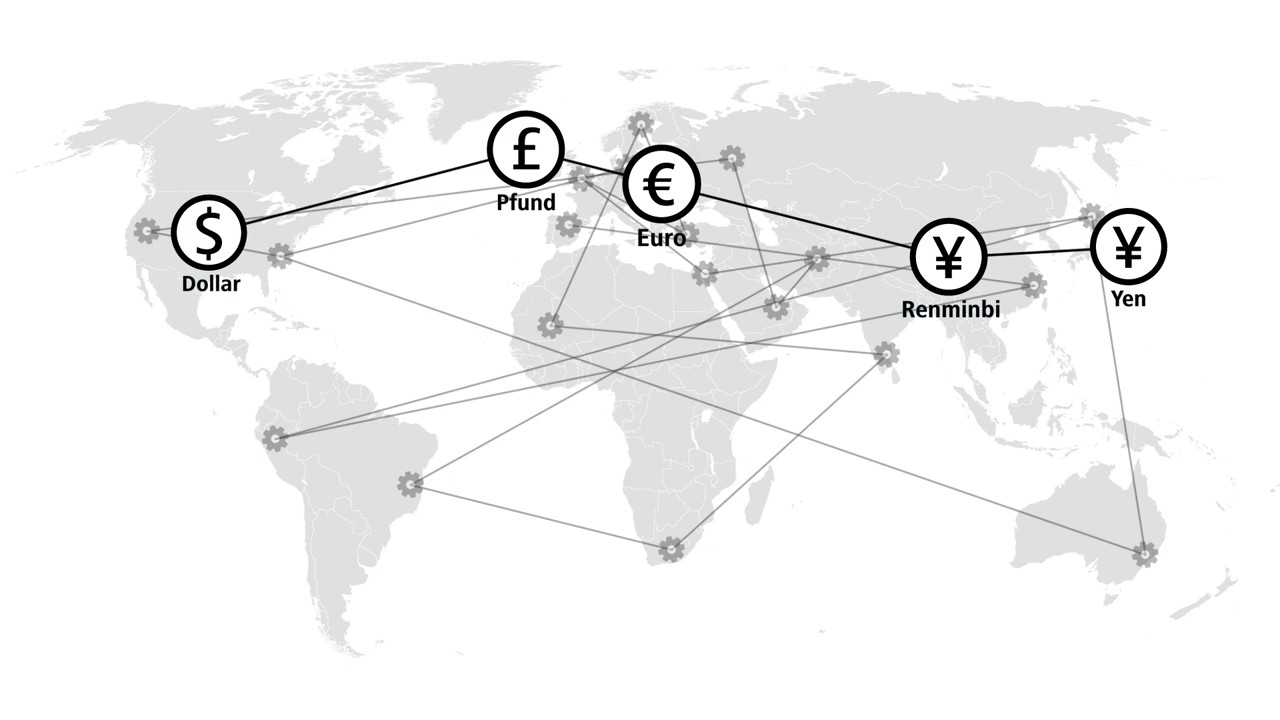 $
Dollar
£
Pfund
€
Euro
¥
Renminbi
¥
Yen